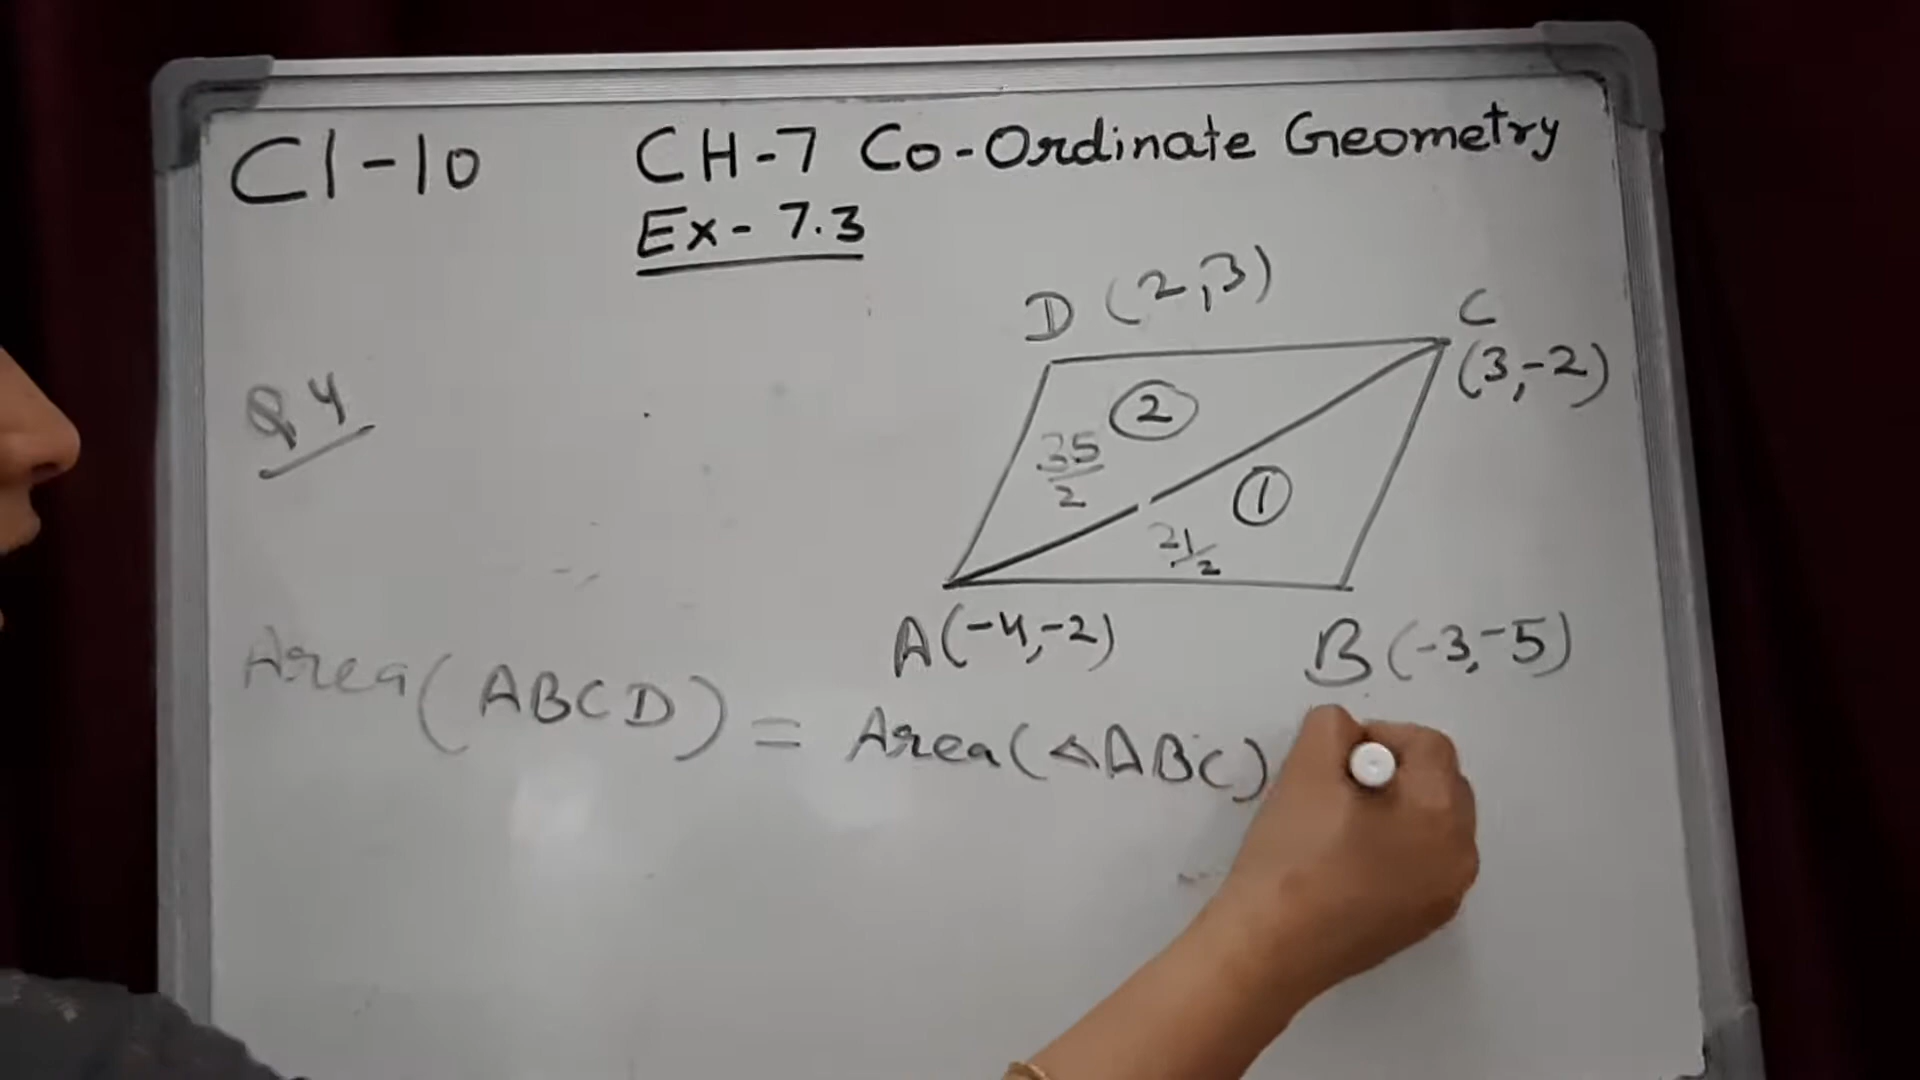 Cl-10 CH-7 Co-Ordinate Geometry
Ex- 7.3
D (2,3)
C
(3,-2)
Q4
2
35/2
1
21/2
A(-4,-2) B(-3,-5)
Area(ABCD) = Area(△ABC)